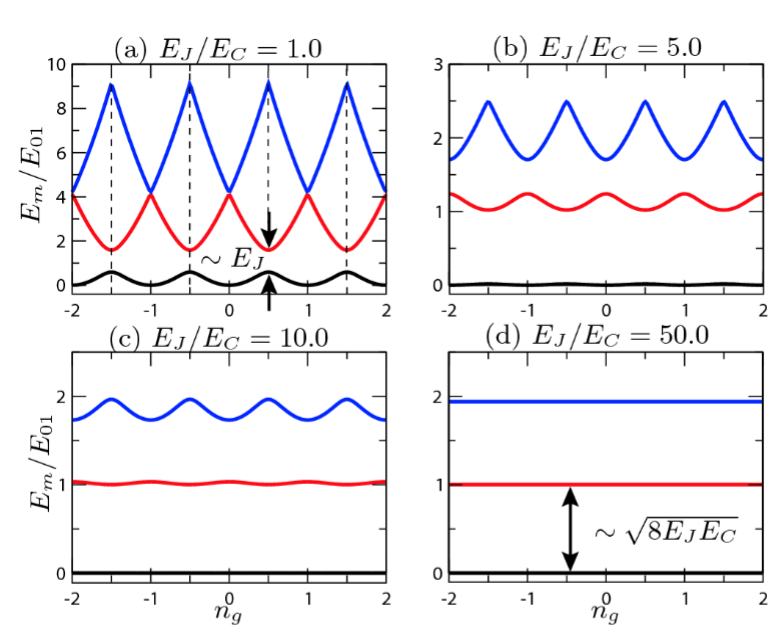 (a) E_J/E_C = 1.0
(b) E_J/E_C = 5.0
10
8
6
4
2
0
E_m/E_01
∼ E_J
-2 -1 0 1 2
3
2
1
0
-2 -1 0 1 2
(c) E_J/E_C = 10.0
(d) E_J/E_C = 50.0
2
1
0
E_m/E_01
-2 -1 0 1 2
n_g
2
1
0
∼ √8E_JE_C
-2 -1 0 1 2
n_g